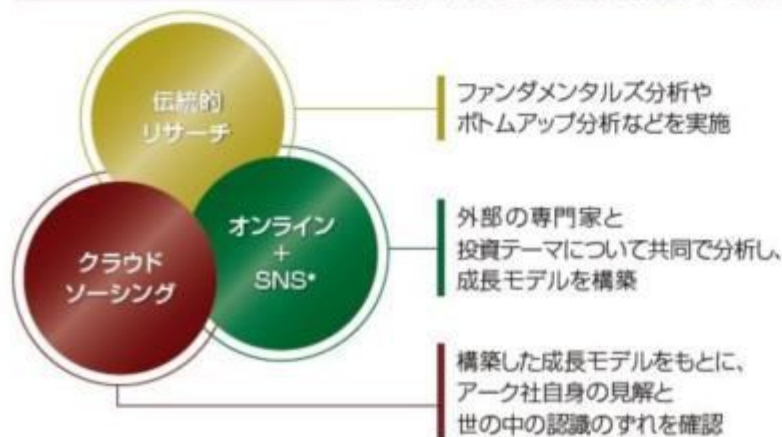 伝統的
リサーチ
ファンダメンタルズ分析や
ボトムアップ分析などを実施
オンライン
+
SNS*
外部の専門家と
投資テーマについて共同で分析し、
成長モデルを構築
クラウド
ソーシング
構築した成長モデルをもとに、
アーク社自身の見解と
世の中の認識のずれを確認